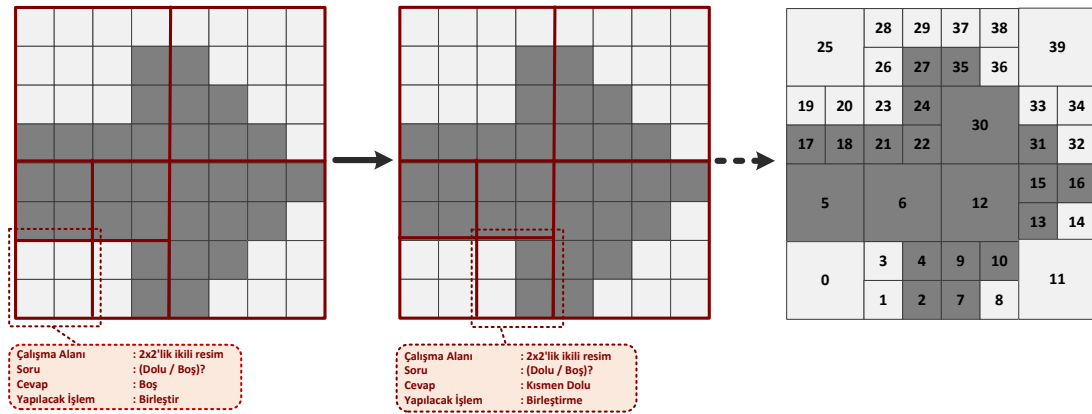 28 29 37 38
25 39
26 27 35 36
19 20 23 24 33 34
30
17 18 21 22 31 32
15 16
5 6 12
13 14
3 4 9 10
0 11
1 2 7 8
Çalışma Alanı : 2x2'lik ikili resim
Soru : (Dolu / Boş)?
Cevap : Boş
Yapılacak İşlem : Birleştir
Çalışma Alanı : 2x2'lik ikili resim
Soru : (Dolu / Boş)?
Cevap : Kısmen Dolu
Yapılacak İşlem : Birleştirme